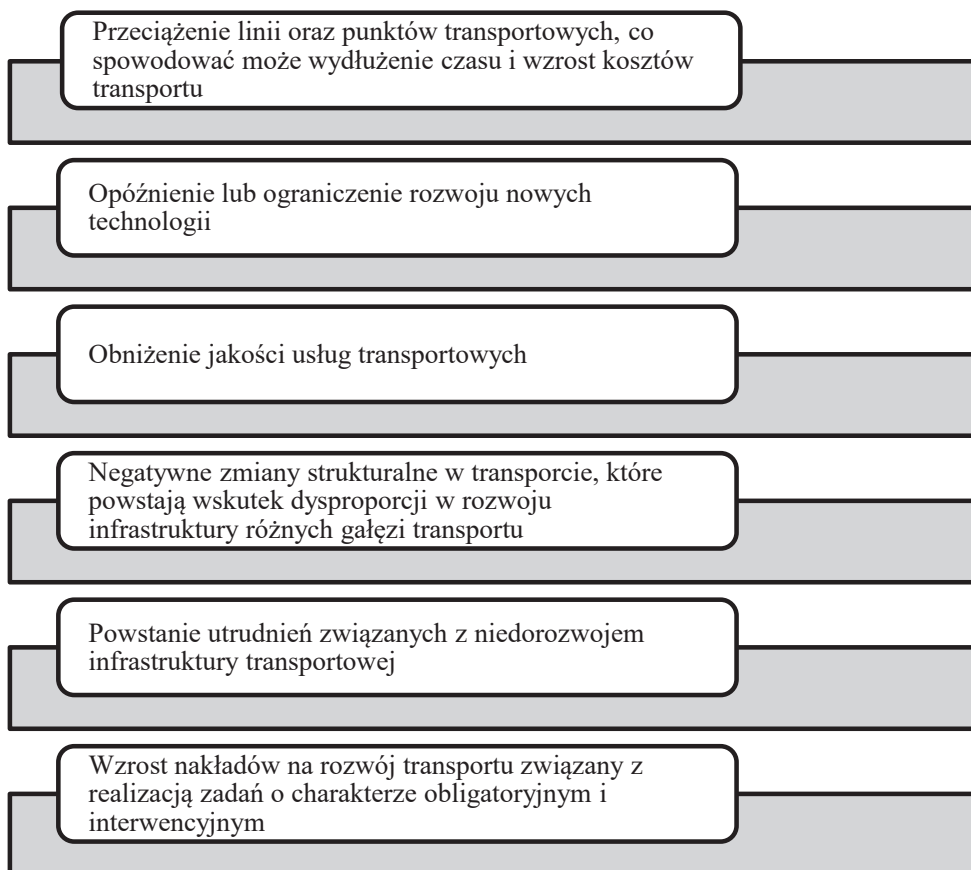 Przeciążenie linii oraz punktów transportowych, co
spowodować może wydłużenie czasu i wzrost kosztów
transportu
Opóźnienie lub ograniczenie rozwoju nowych
technologii
Obniżenie jakości usług transportowych
Negatywne zmiany strukturalne w transporcie, które
powstają wskutek dysproporcji w rozwoju
infrastruktury różnych gałęzi transportu
Powstanie utrudnień związanych z niedorozwojem
infrastruktury transportowej
Wzrost nakładów na rozwój transportu związany z
realizacją zadań o charakterze obligatoryjnym i
interwencyjnym